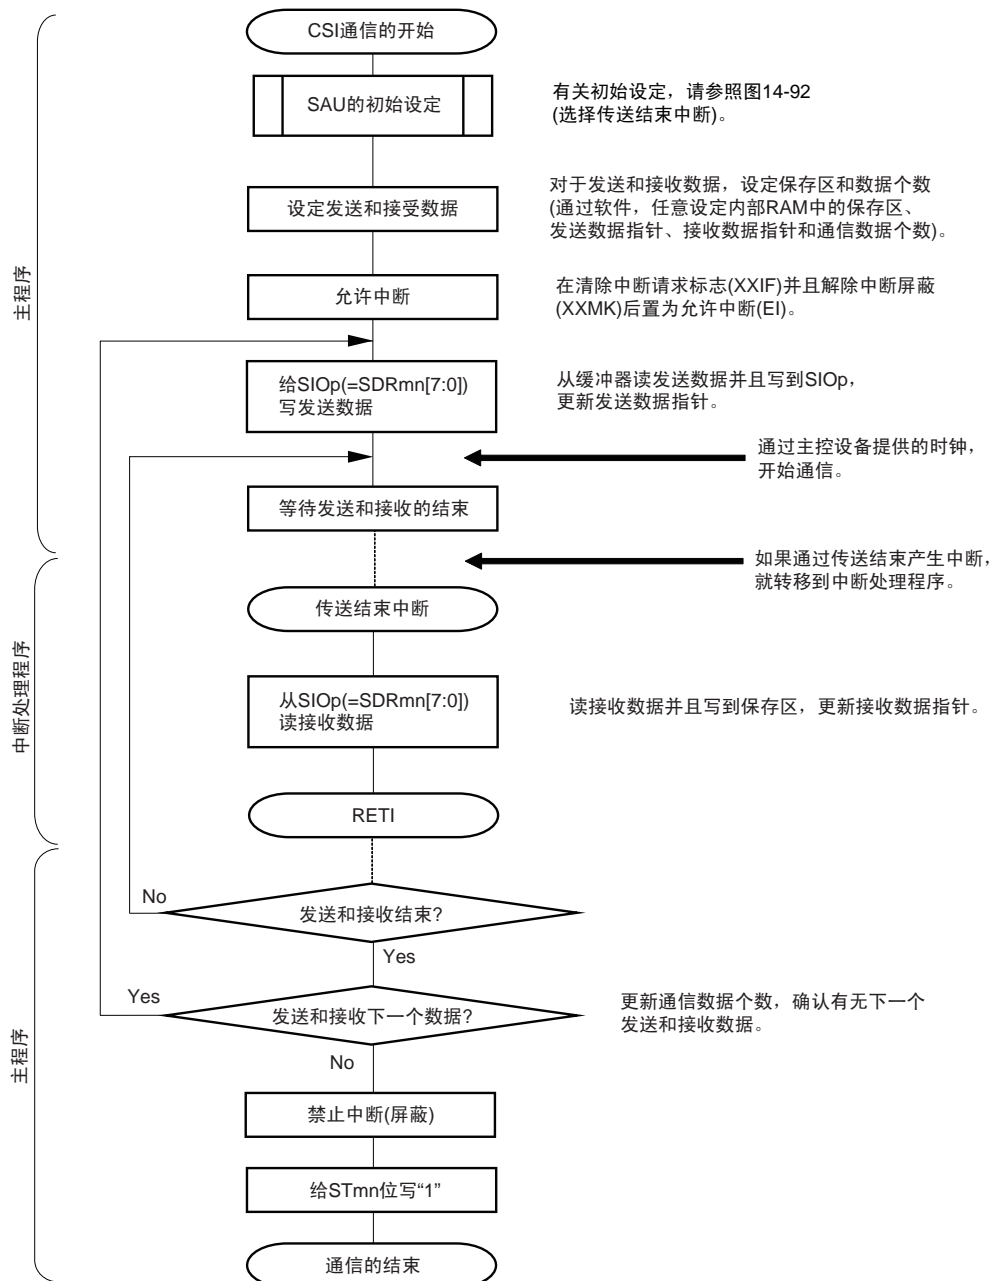 CSI通信的开始
SAU的初始设定
有关初始设定，请参照图14-92
(选择传送结束中断)。
设定发送和接受数据
对于发送和接收数据，设定保存区和数据个数
(通过软件，任意设定内部RAM中的保存区、
发送数据指针、接收数据指针和通信数据个数)。
主程序
允许中断
在清除中断请求标志(XXIF)并且解除中断屏蔽
(XXMK)后置为允许中断(EI)。
给SIOp(=SDRmn[7:0])
写发送数据
从缓冲器读发送数据并且写到SIOp，
更新发送数据指针。
通过主控设备提供的时钟，
开始通信。
等待发送和接收的结束
如果通过传送结束产生中断，
就转移到中断处理程序。
传送结束中断
中断处理程序
从SIOp(=SDRmn[7:0])
读接收数据
读接收数据并且写到保存区，更新接收数据指针。
RETI
No
发送和接收结束?
Yes
Yes
发送和接收下一个数据?
更新通信数据个数，确认有无下一个
发送和接收数据。
No
主程序
禁止中断(屏蔽)
给STmn位写“1”
通信的结束